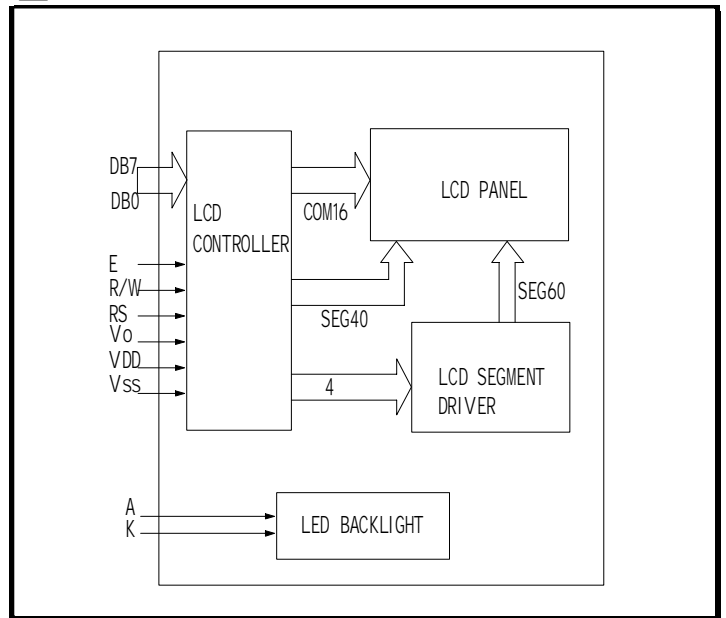 DB7
DB0
LCD
CONTROLLER
COM16
LCD PANEL
E
R/W
RS
Vo
VDD
Vss
SEG40
SEG60
4
LCD SEGMENT
DRIVER
A
K
LED BACKLIGHT